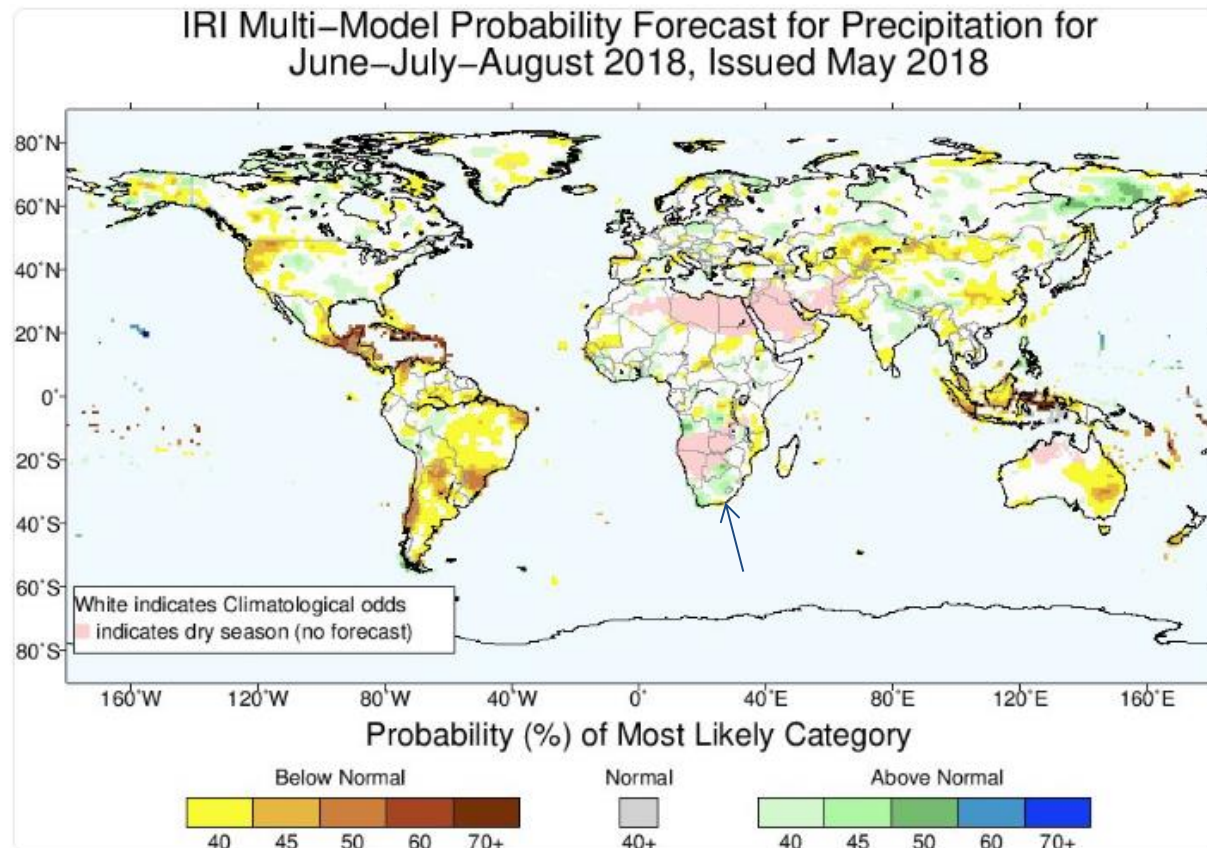 IRI Multi–Model Probability Forecast for Precipitation for
June–July–August 2018, Issued May 2018
80˚N
60˚N
40˚N
20˚N
0˚
20˚S
40˚S
60˚S
80˚S
White indicates Climatological odds
indicates dry season (no forecast)
160˚W 120˚W 80˚W 40˚W 0˚ 40˚E 80˚E 120˚E 160˚E
Probability (%) of Most Likely Category
Below Normal Normal Above Normal
40 45 50 60 70+ 40+ 40 45 50 60 70+